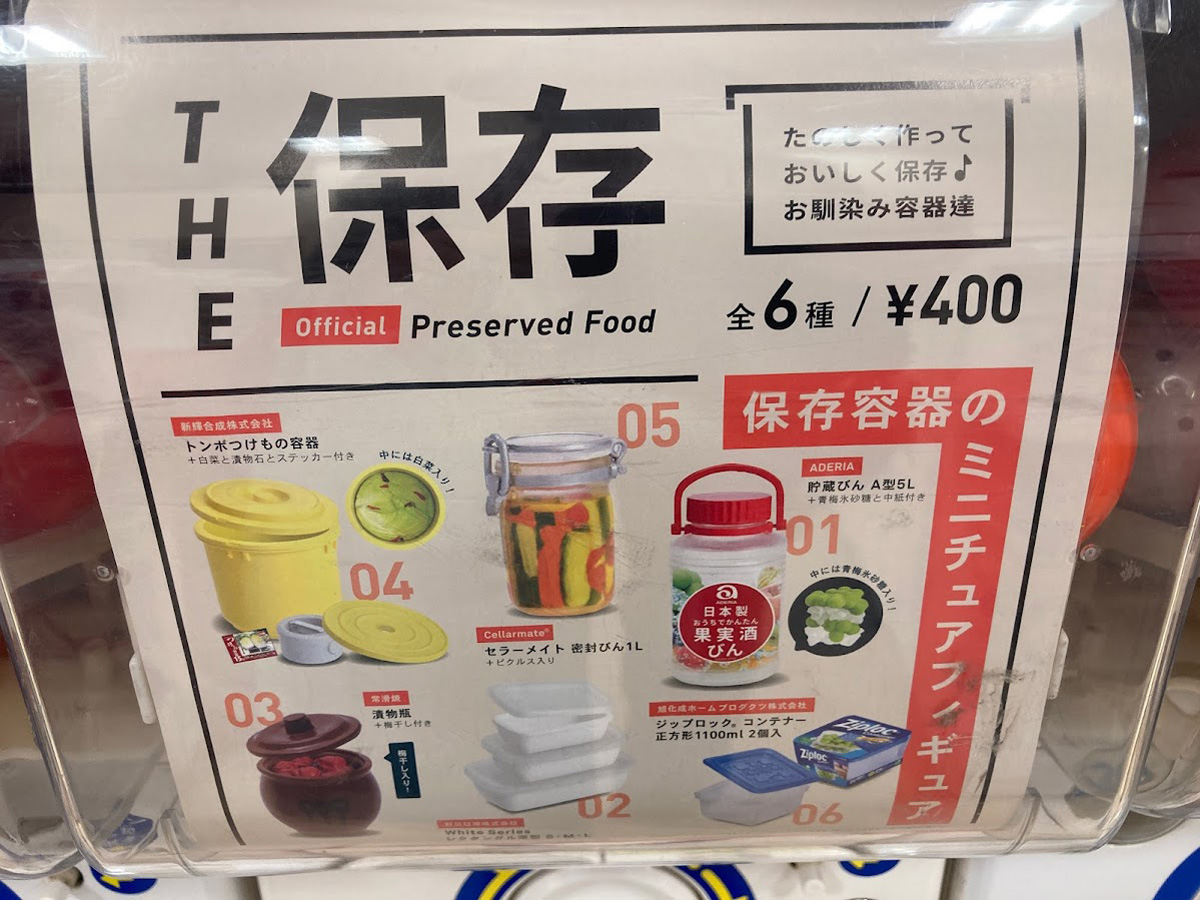 THE
保存
Official Preserved Food
たのしく作って
おいしく保存♪
お馴染み容器達
全6種 / ¥400
保存容器のミニチュアフィギュア
新輝合成株式会社
トンボつけもの容器
+白菜と漬物石とステッカー付き
中には白菜入り!
04
05
Cellarmate®
セラーメイト 密封びん1L
+ピクルス入り
ADERIA
貯蔵びん A型5L
+青梅氷砂糖と中紙付き
01
中には青梅氷砂糖入り!
ADERIA
日本製
おうちでかんたん
果実酒
びん
03
常滑焼
漬物瓶
+梅干し付き
梅干し入り!
02
White Series
レクタングル深型 S・M・L
旭化成ホームプロダクツ株式会社
ジップロック® コンテナー
正方形1100ml 2個入
Ziploc
Ziploc
06